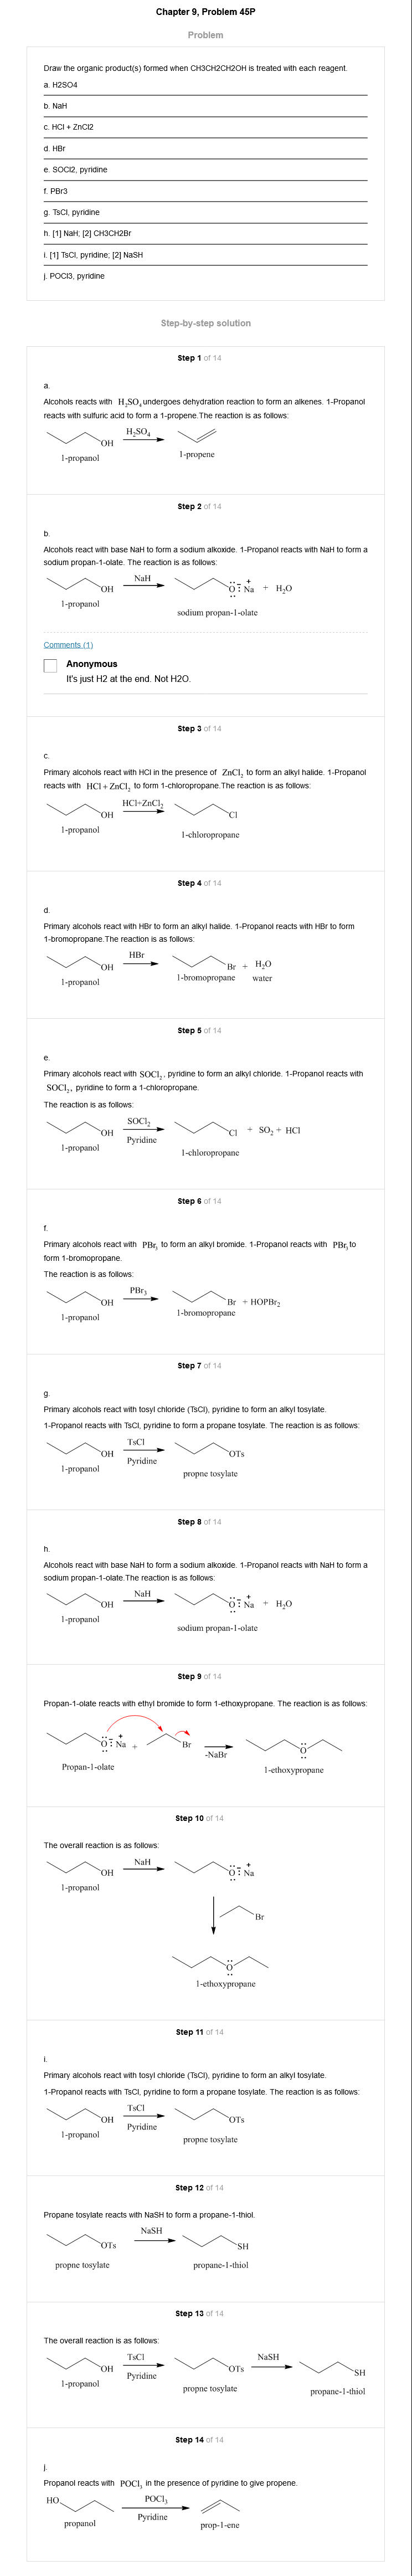 Chapter 9, Problem 45P
Problem
Draw the organic product(s) formed when CH3CH2CH2OH is treated with each reagent.
a. H2SO4
b. NaH
c. HCl + ZnCl2
d. HBr
e. SOCl2, pyridine
f. PBr3
g. TsCl, pyridine
h. [1] NaH; [2] CH3CH2Br
i. [1] TsCl, pyridine; [2] NaSH
j. POCl3, pyridine
Step-by-step solution
Step 1 of 14
a.
Alcohols reacts with H₂SO₄ undergoes dehydration reaction to form an alkenes. 1-Propanol
reacts with sulfuric acid to form a 1-propene.The reaction is as follows:
H₂SO₄
OH
1-propanol
1-propene
Step 2 of 14
b.
Alcohols react with base NaH to form a sodium alkoxide. 1-Propanol reacts with NaH to form a
sodium propan-1-olate. The reaction is as follows:
NaH
OH O:⁻ Na⁺ + H₂O
1-propanol
sodium propan-1-olate
Comments (1)
Anonymous
It's just H2 at the end. Not H2O.
Step 3 of 14
c.
Primary alcohols react with HCl in the presence of ZnCl₂ to form an alkyl halide. 1-Propanol
reacts with HCl + ZnCl₂ to form 1-chloropropane.The reaction is as follows:
HCl+ZnCl₂
OH Cl
1-propanol
1-chloropropane
Step 4 of 14
d.
Primary alcohols react with HBr to form an alkyl halide. 1-Propanol reacts with HBr to form
1-bromopropane.The reaction is as follows:
HBr
OH Br + H₂O
1-propanol 1-bromopropane water
Step 5 of 14
e.
Primary alcohols react with SOCl₂, pyridine to form an alkyl chloride. 1-Propanol reacts with
SOCl₂, pyridine to form a 1-chloropropane.
The reaction is as follows:
SOCl₂
OH Cl + SO₂ + HCl
Pyridine
1-propanol
1-chloropropane
Step 6 of 14
f.
Primary alcohols react with PBr₃ to form an alkyl bromide. 1-Propanol reacts with PBr₃ to
form 1-bromopropane.
The reaction is as follows:
PBr₃
OH Br + HOPBr₂
1-propanol 1-bromopropane
Step 7 of 14
g.
Primary alcohols react with tosyl chloride (TsCl), pyridine to form an alkyl tosylate.
1-Propanol reacts with TsCl, pyridine to form a propane tosylate. The reaction is as follows:
TsCl
OH OTs
Pyridine
1-propanol
propne tosylate
Step 8 of 14
h.
Alcohols react with base NaH to form a sodium alkoxide. 1-Propanol reacts with NaH to form a
sodium propan-1-olate.The reaction is as follows:
NaH
OH O:⁻ Na⁺ + H₂O
1-propanol
sodium propan-1-olate
Step 9 of 14
Propan-1-olate reacts with ethyl bromide to form 1-ethoxypropane. The reaction is as follows:
O:⁻ Na⁺ + Br O
-NaBr
Propan-1-olate 1-ethoxypropane
Step 10 of 14
The overall reaction is as follows:
NaH
OH O:⁻ Na⁺
1-propanol
Br
O
1-ethoxypropane
Step 11 of 14
i.
Primary alcohols react with tosyl chloride (TsCl), pyridine to form an alkyl tosylate.
1-Propanol reacts with TsCl, pyridine to form a propane tosylate. The reaction is as follows:
TsCl
OH OTs
Pyridine
1-propanol
propne tosylate
Step 12 of 14
Propane tosylate reacts with NaSH to form a propane-1-thiol.
NaSH
OTs SH
propne tosylate propane-1-thiol
Step 13 of 14
The overall reaction is as follows:
TsCl NaSH
OH OTs SH
Pyridine
1-propanol propne tosylate propane-1-thiol
Step 14 of 14
j.
Propanol reacts with POCl₃ in the presence of pyridine to give propene.
HO POCl₃
Pyridine
propanol prop-1-ene